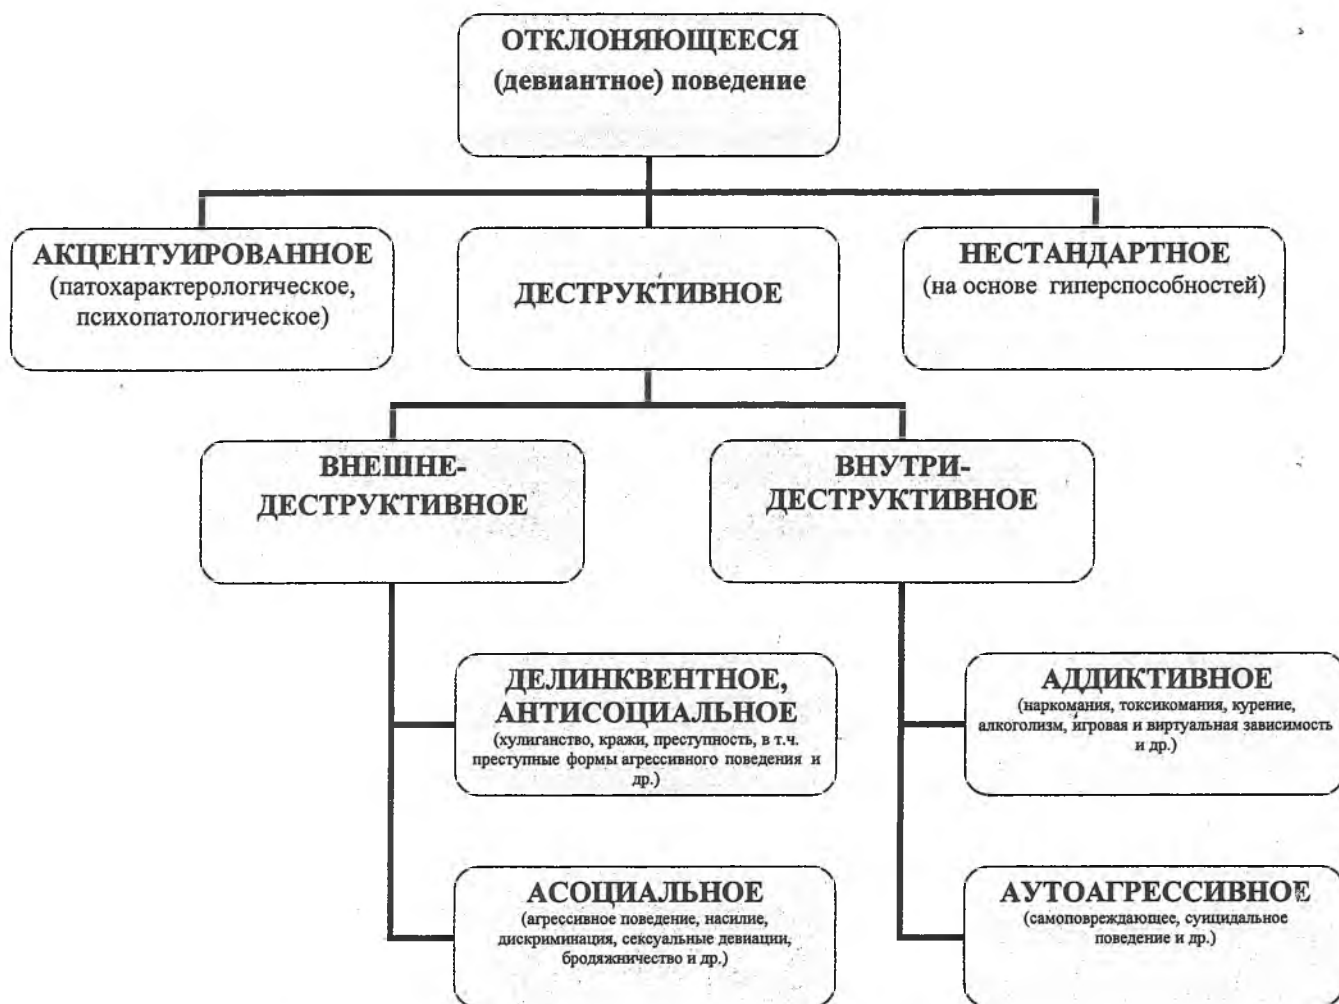 ОТКЛОНЯЮЩЕЕСЯ
(девиантное) поведение
АКЦЕНТУИРОВАННОЕ
(патохарактерологическое,
психопатологическое)
ДЕСТРУКТИВНОЕ
НЕСТАНДАРТНОЕ
(на основе гиперспособностей)
ВНЕШНЕ-
ДЕСТРУКТИВНОЕ
ВНУТРИ-
ДЕСТРУКТИВНОЕ
ДЕЛИНКВЕНТНОЕ,
АНТИСОЦИАЛЬНОЕ
(хулиганство, кражи, преступность, в т.ч.
преступные формы агрессивного поведения и
др.)
АДДИКТИВНОЕ
(наркомания, токсикомания, курение,
алкоголизм, игровая и виртуальная зависимость
и др.)
АСОЦИАЛЬНОЕ
(агрессивное поведение, насилие,
дискриминация, сексуальные девиации,
бродяжничество и др.)
АУТОАГРЕССИВНОЕ
(самоповреждающее, суицидальное
поведение и др.)